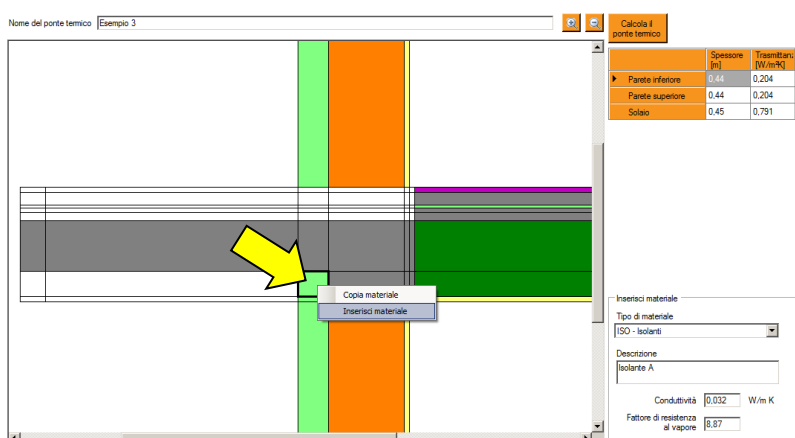 Nome del ponte termico Esempio 3
Calcola il
ponte termico
Spessore
[m]
Trasmittanz
[W/m²K]
Parete inferiore 0,44 0,204
Parete superiore 0,44 0,204
Solaio 0,45 0,791
Copia materiale
Inserisci materiale
Inserisci materiale
Tipo di materiale
ISO - Isolanti
Descrizione
Isolante A
Conduttività 0,032 W/m K
Fattore di resistenza
al vapore 8,87